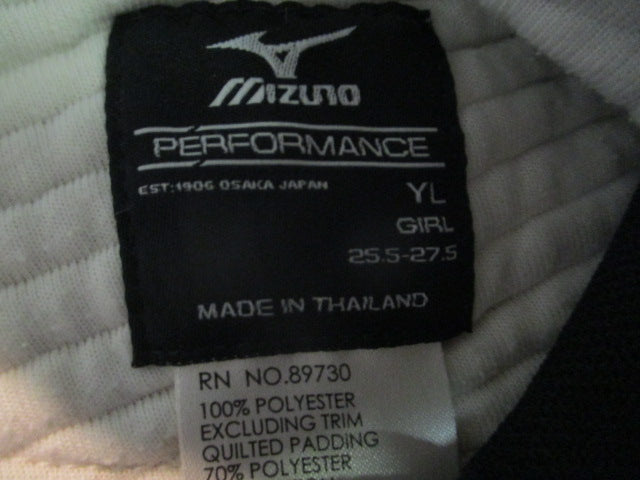 MIZUNO
PERFORMANCE
EST:1906 OSAKA JAPAN
YL
GIRL
25.5-27.5
MADE IN THAILAND
RN NO.89730
100% POLYESTER
EXCLUDING TRIM
QUILTED PADDING
70% POLYESTER